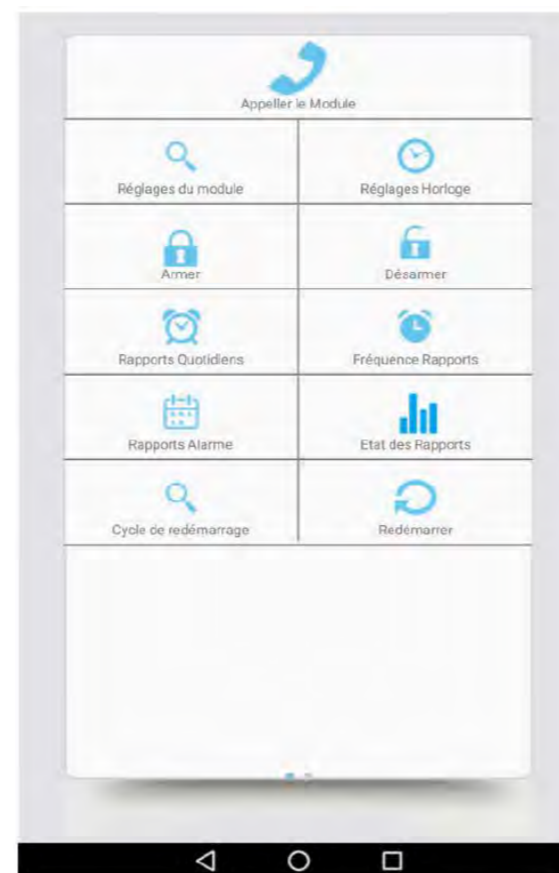 Appeller le Module
Réglages du module
Réglages Horloge
Armer
Désarmer
Rapports Quotidiens
Fréquence Rapports
Rapports Alarme
Etat des Rapports
Cycle de redémarrage
Redémarrer